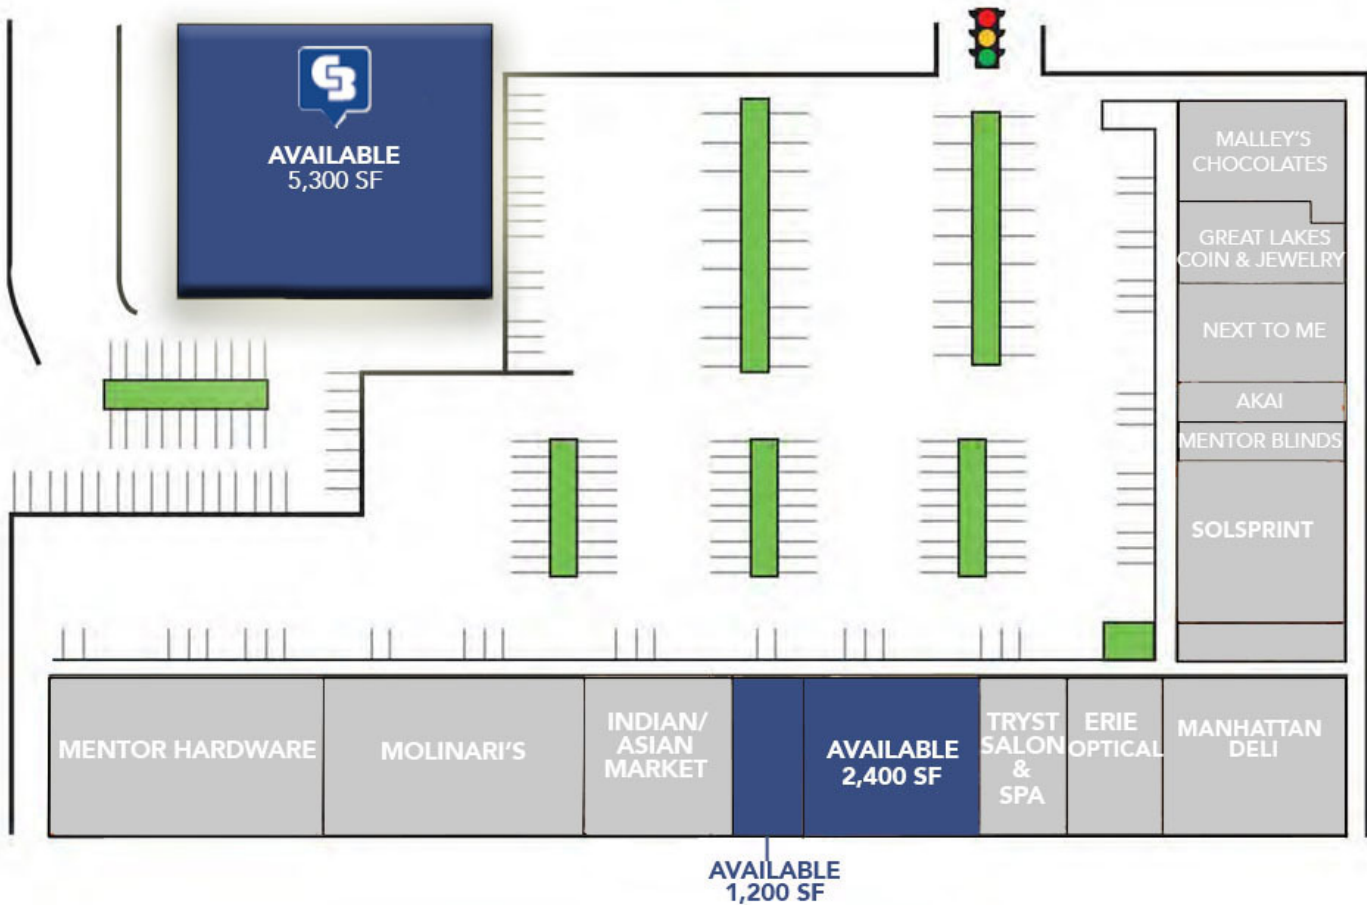 CB
AVAILABLE
5,300 SF
MALLEY'S
CHOCOLATES
GREAT LAKES
COIN & JEWELRY
NEXT TO ME
AKAI
MENTOR BLINDS
SOLSPRINT
MENTOR HARDWARE
MOLINARI'S
INDIAN/
ASIAN
MARKET
AVAILABLE
2,400 SF
TRYST
SALON
&
SPA
ERIE
OPTICAL
MANHATTAN
DELI
AVAILABLE
1,200 SF